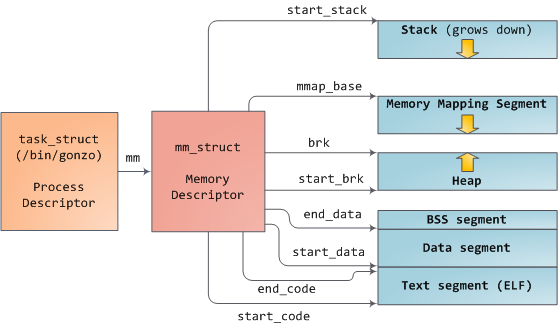 start_stack
Stack (grows down)
mmap_base
Memory Mapping Segment
task_struct
(/bin/gonzo)
Process
Descriptor
mm
mm_struct
Memory
Descriptor
brk
start_brk
Heap
end_data
BSS segment
start_data
Data segment
end_code
Text segment (ELF)
start_code